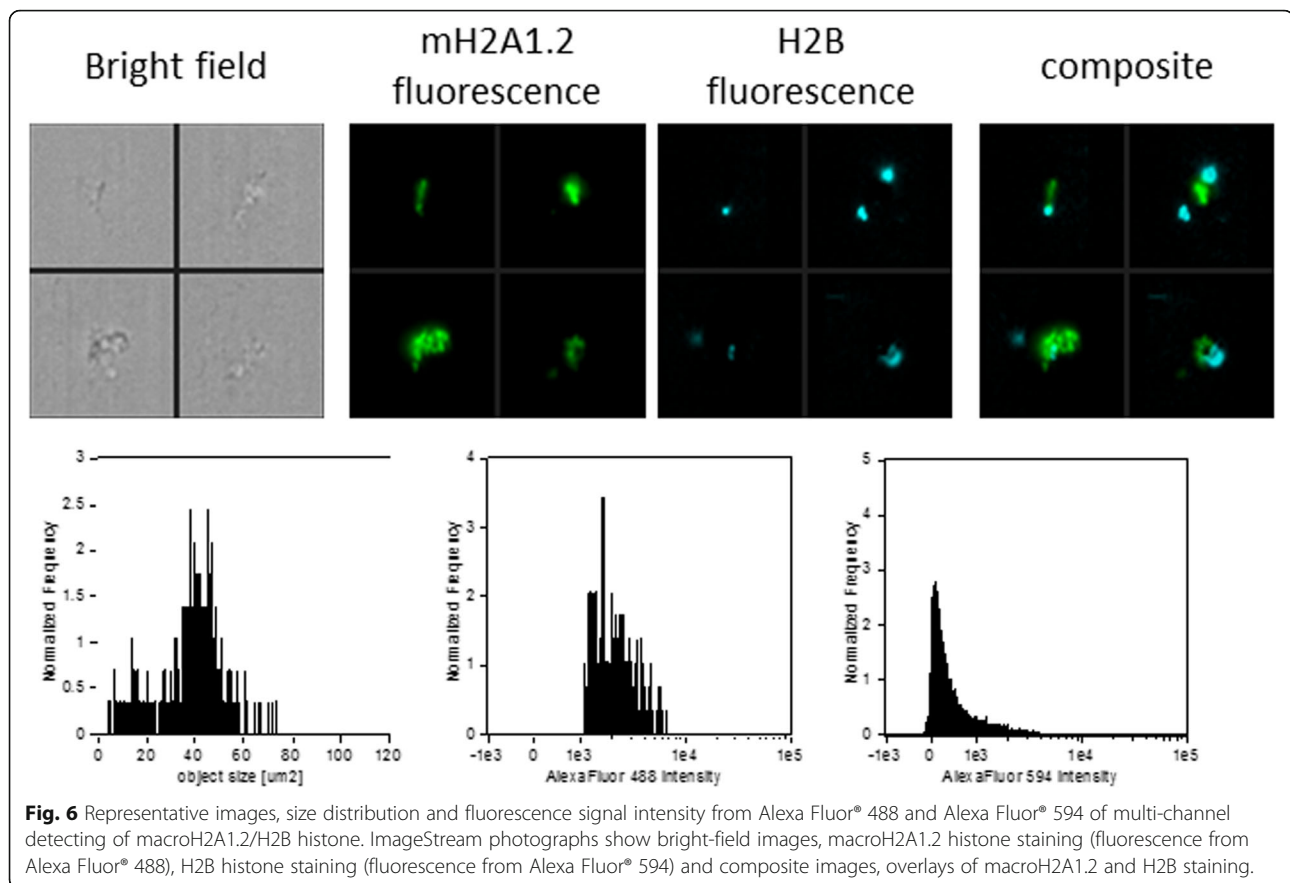 Bright field
mH2A1.2
fluorescence
H2B
fluorescence
composite
3
2.5
2
1.5
1
0.5
0
Normalized Frequency
0 20 40 60 80 100 120
object size [um2]
4
3
2
1
0
Normalized Frequency
-1e3 0 1e3 1e4 1e5
AlexaFluor 488 Intensity
5
4
3
2
1
0
Normalized Frequency
-1e3 0 1e3 1e4 1e5
AlexaFluor 594 Intensity
Fig. 6 Representative images, size distribution and fluorescence signal intensity from Alexa Fluor® 488 and Alexa Fluor® 594 of multi-channel
detecting of macroH2A1.2/H2B histone. ImageStream photographs show bright-field images, macroH2A1.2 histone staining (fluorescence from
Alexa Fluor® 488), H2B histone staining (fluorescence from Alexa Fluor® 594) and composite images, overlays of macroH2A1.2 and H2B staining.